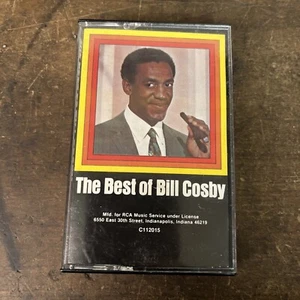 The Best of Bill Cosby
Mfd. for RCA Music Service under License
6550 East 30th Street, Indianapolis, Indiana 46219
C112015